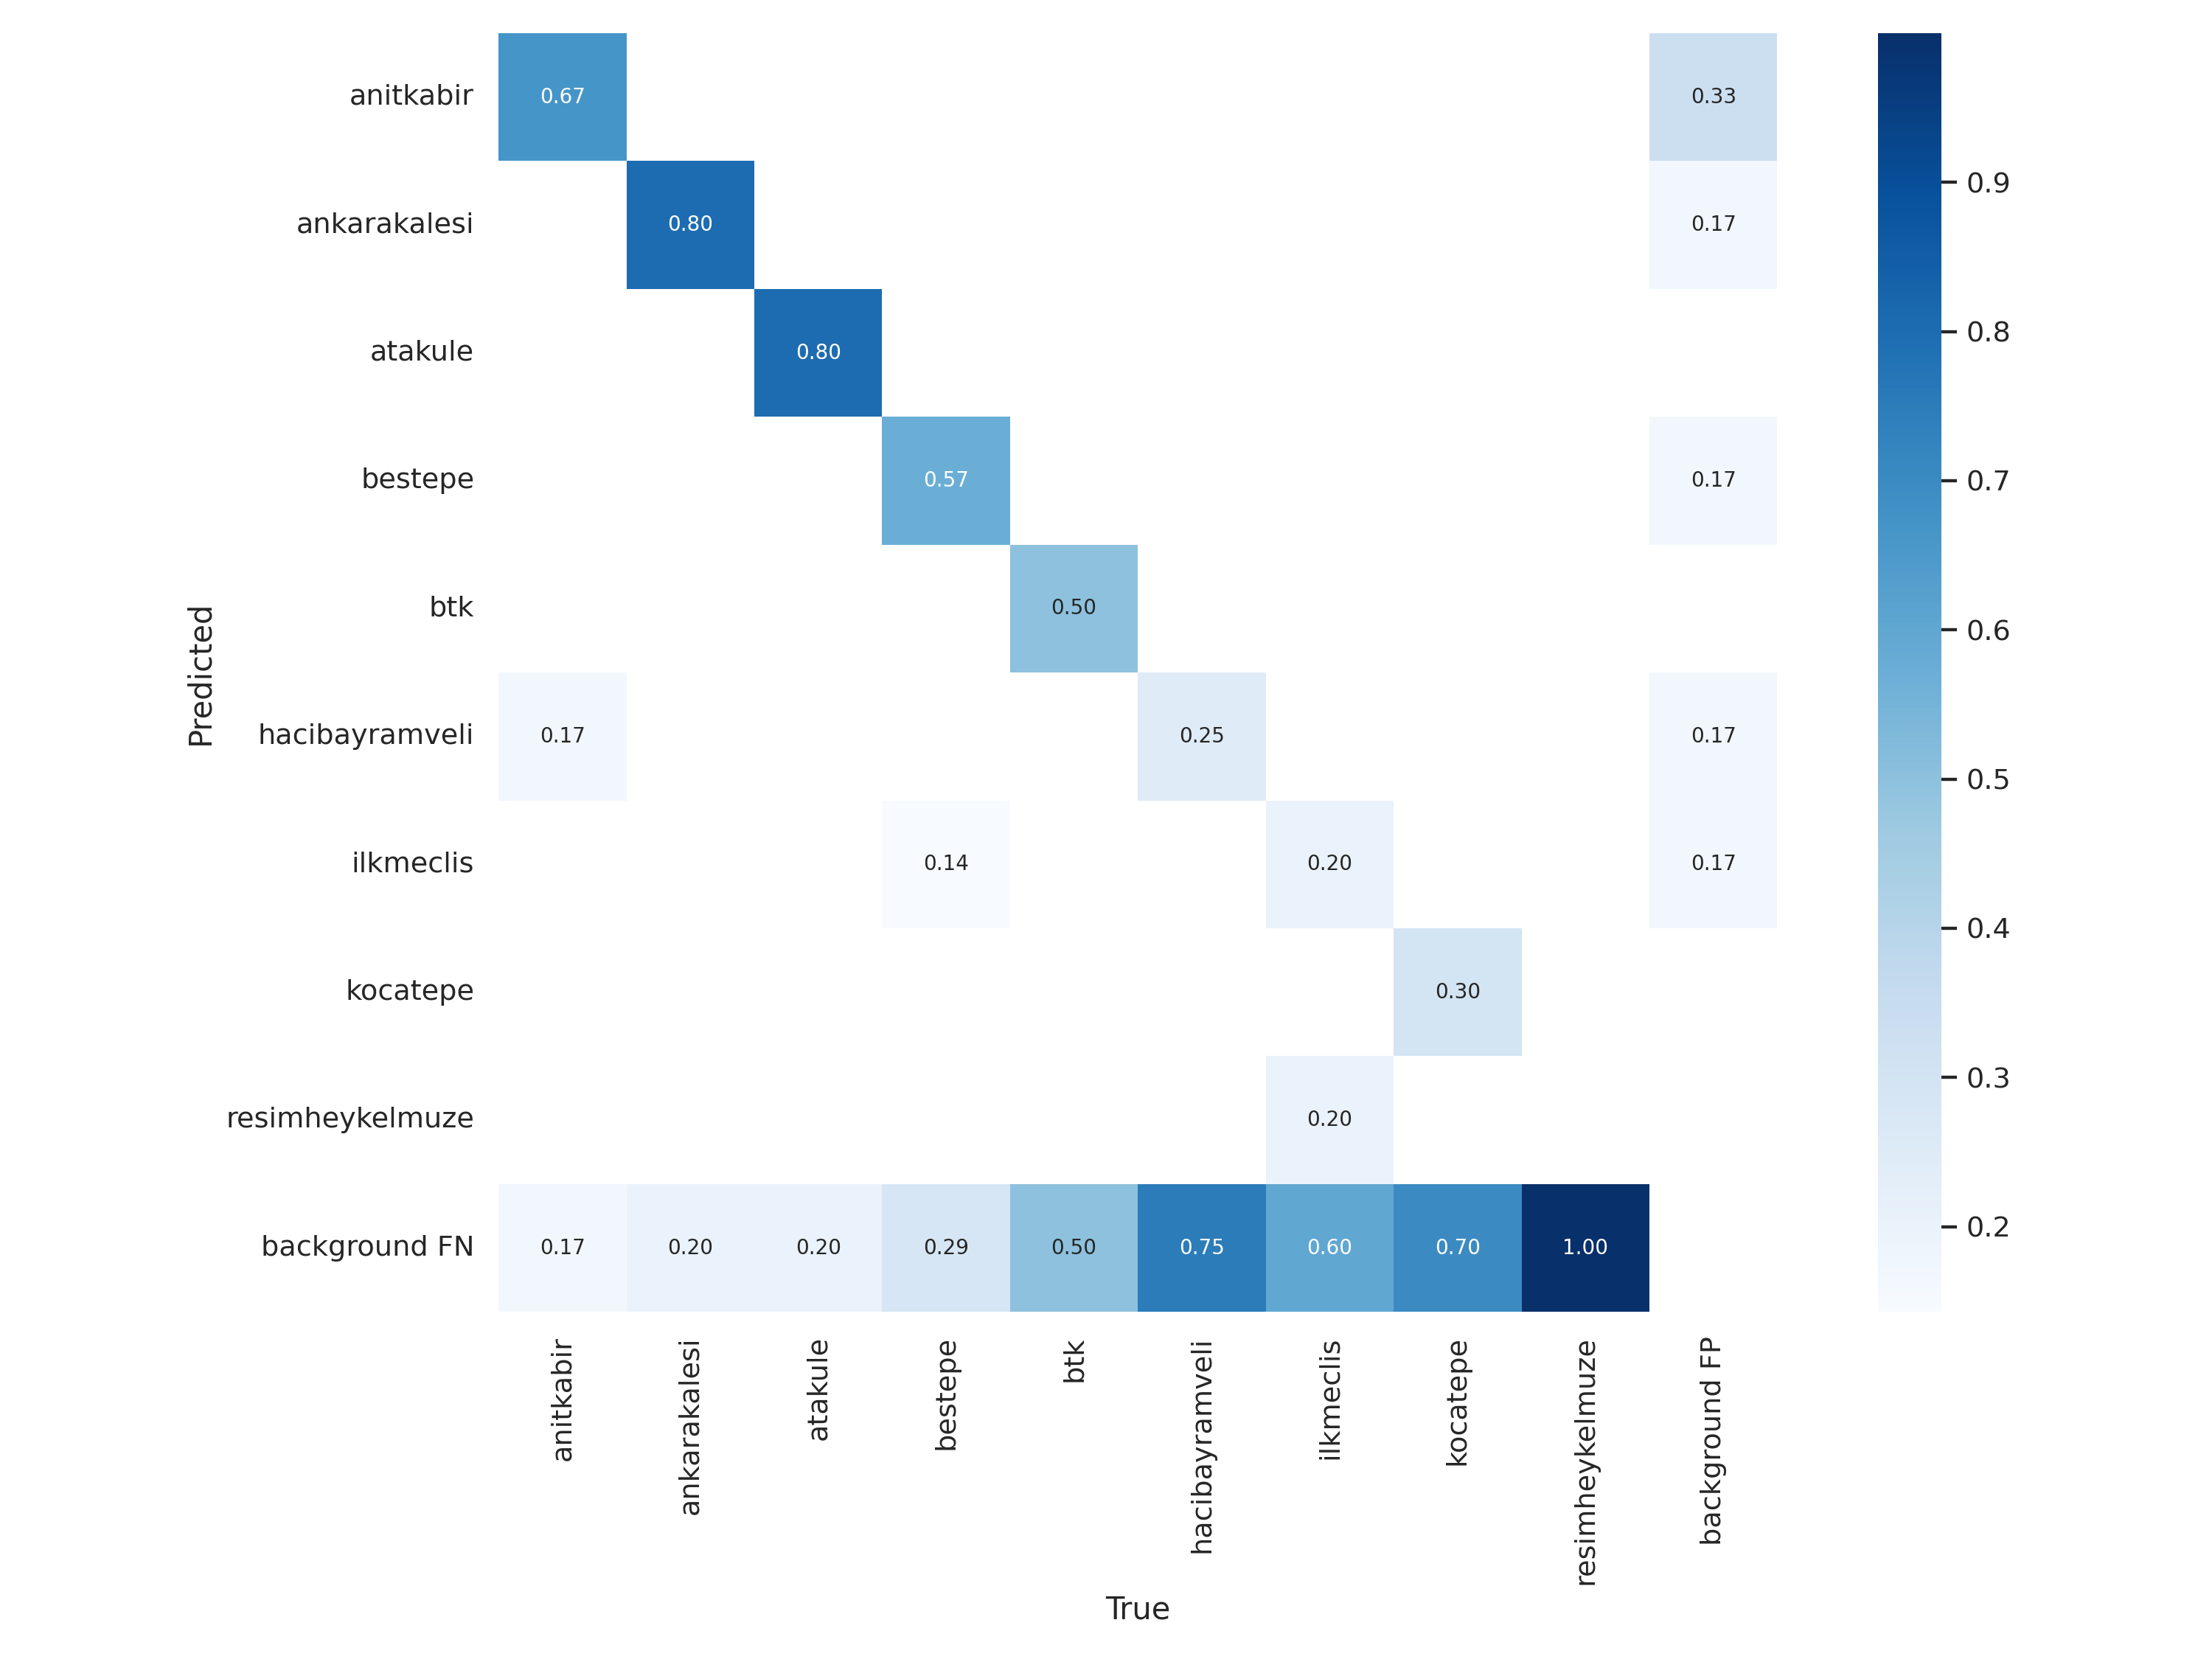 anitkabir 0.67 0.33
0.9
ankarakalesi 0.80 0.17
0.8
atakule 0.80
bestepe 0.57 0.17
0.7
btk 0.50
0.6
Predicted
hacibayramveli 0.17 0.25 0.17
0.5
ilkmeclis 0.14 0.20 0.17
0.4
kocatepe 0.30
0.3
resimheykelmuze 0.20
0.2
background FN 0.17 0.20 0.20 0.29 0.50 0.75 0.60 0.70 1.00
anitkabir
ankarakalesi
atakule
bestepe
btk
hacibayramveli
ilkmeclis
kocatepe
resimheykelmuze
background FP
True